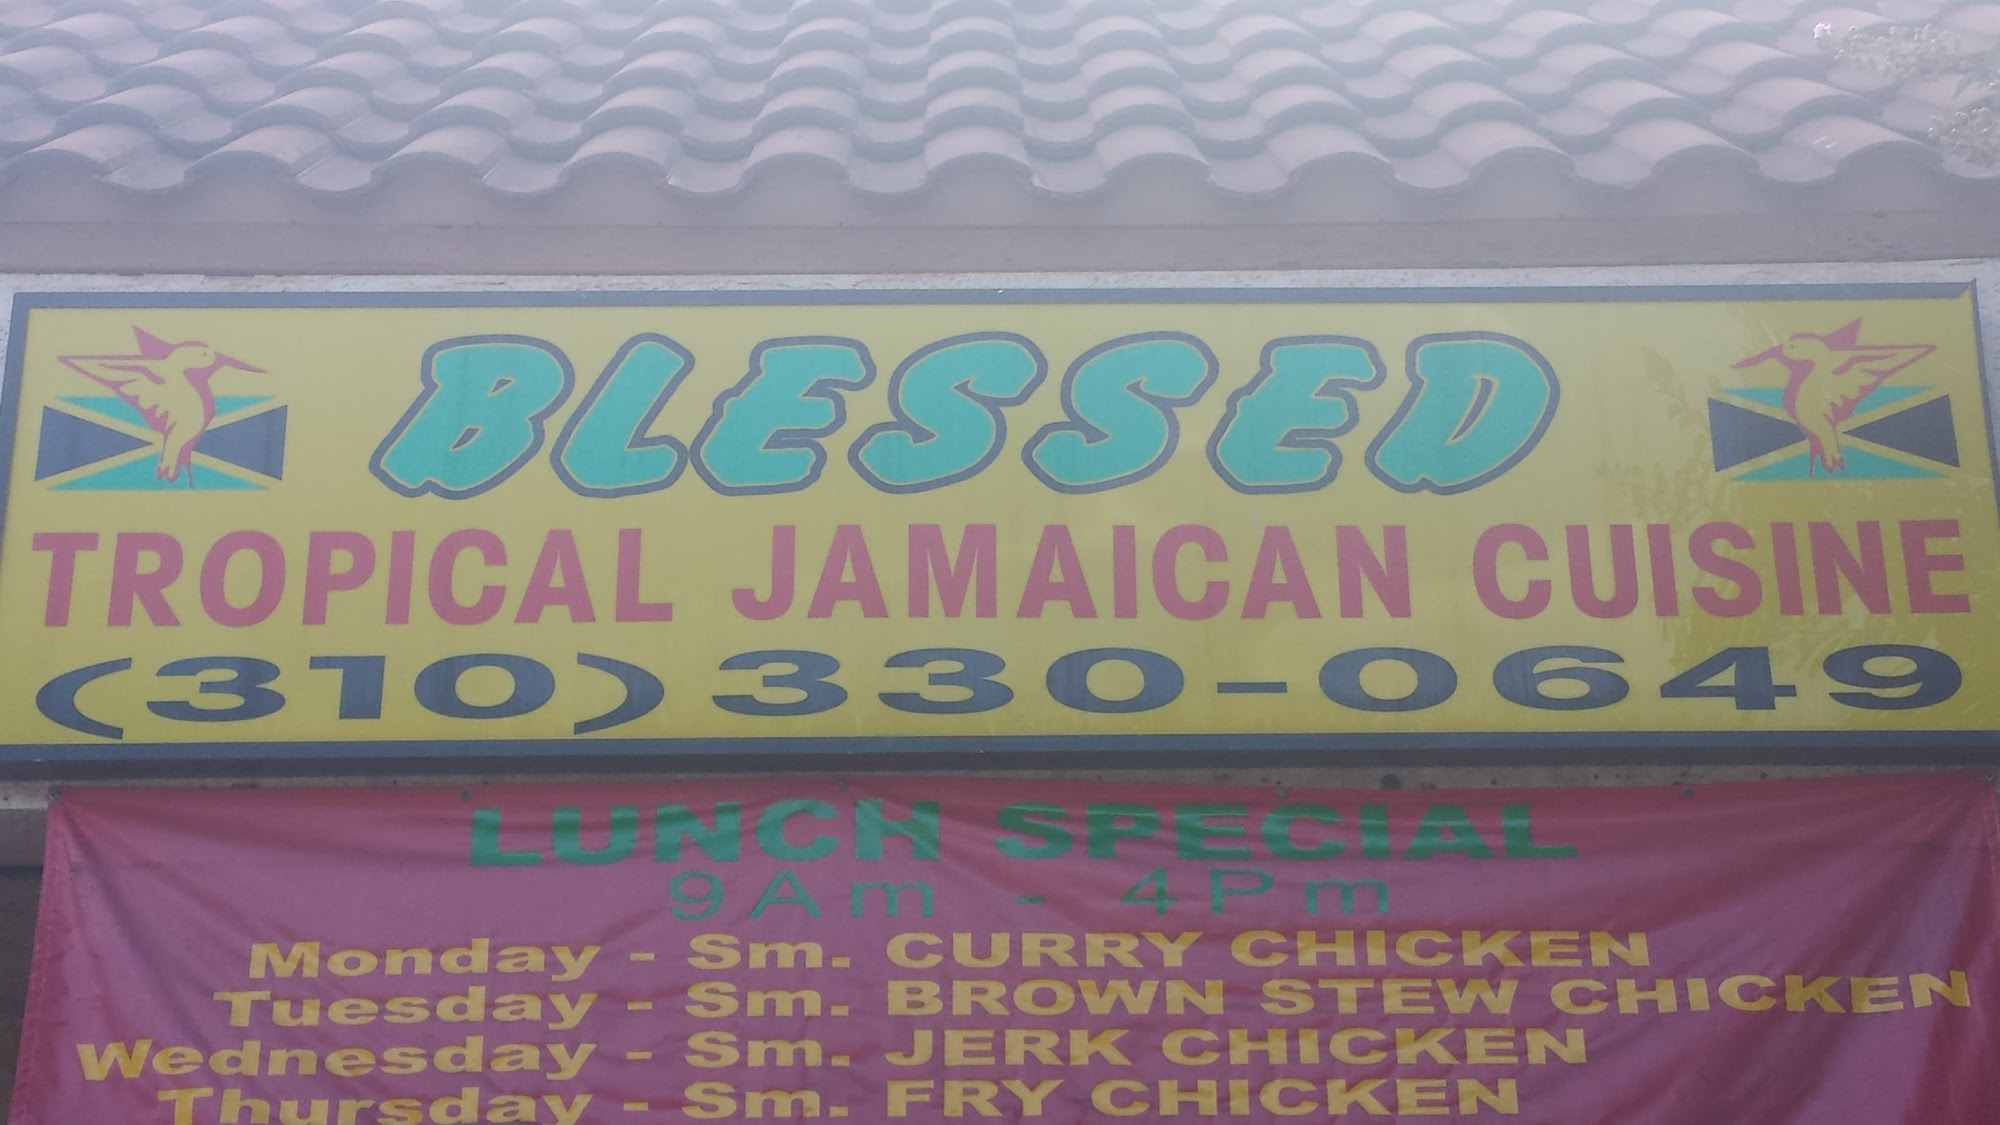 BLESSED
TROPICAL JAMAICAN CUISINE
(310) 330-0649
LUNCH SPECIAL
9Am - 4Pm
Monday - Sm. CURRY CHICKEN
Tuesday - Sm. BROWN STEW CHICKEN
Wednesday - Sm. JERK CHICKEN
Thursday - Sm. FRY CHICKEN